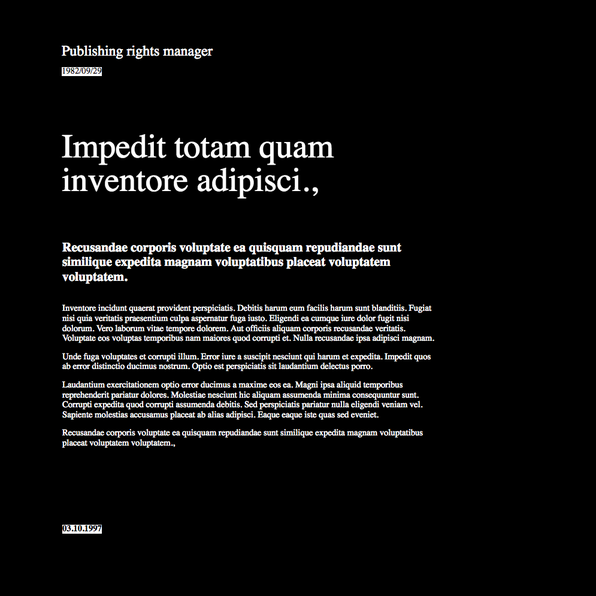 Publishing rights manager
1982/09/29
Impedit totam quam
inventore adipisci.,
Recusandae corporis voluptate ea quisquam repudiandae sunt
similique expedita magnam voluptatibus placeat voluptatem
voluptatem.
Inventore incidunt quaerat provident perspiciatis. Debitis harum eum facilis harum sunt blanditiis. Fugiat
nisi quia veritatis praesentium culpa aspernatur fuga iusto. Eligendi ea cumque iure dolor fugit nisi
dolorum. Vero laborum vitae tempore dolorem. Aut officiis aliquam corporis recusandae veritatis.
Voluptate eos voluptas temporibus nam maiores quod corrupti et. Nulla recusandae ipsa adipisci magnam.
Unde fuga voluptates et corrupti illum. Error iure a suscipit nesciunt qui harum et expedita. Impedit quos
ab error distinctio ducimus nostrum. Optio est perspiciatis sit laudantium delectus porro.
Laudantium exercitationem optio error ducimus a maxime eos ea. Magni ipsa aliquid temporibus
reprehenderit pariatur dolores. Molestiae nesciunt hic aliquam assumenda minima consequuntur sunt.
Corrupti expedita quod corrupti assumenda debitis. Sed perspiciatis pariatur nulla eligendi veniam vel.
Sapiente molestias accusamus placeat ab alias adipisci. Eaque eaque iste quas sed eveniet.
Recusandae corporis voluptate ea quisquam repudiandae sunt similique expedita magnam voluptatibus
placeat voluptatem voluptatem.,
03.10.1997